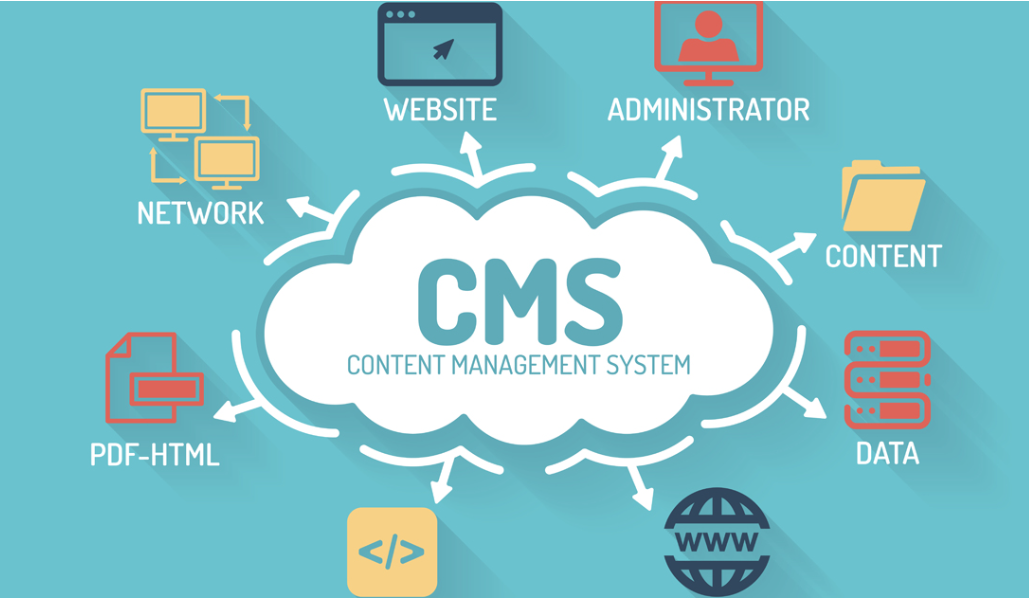 WEBSITE
ADMINISTRATOR
NETWORK
CONTENT
CMS
CONTENT MANAGEMENT SYSTEM
PDF-HTML
DATA
</>
WWW